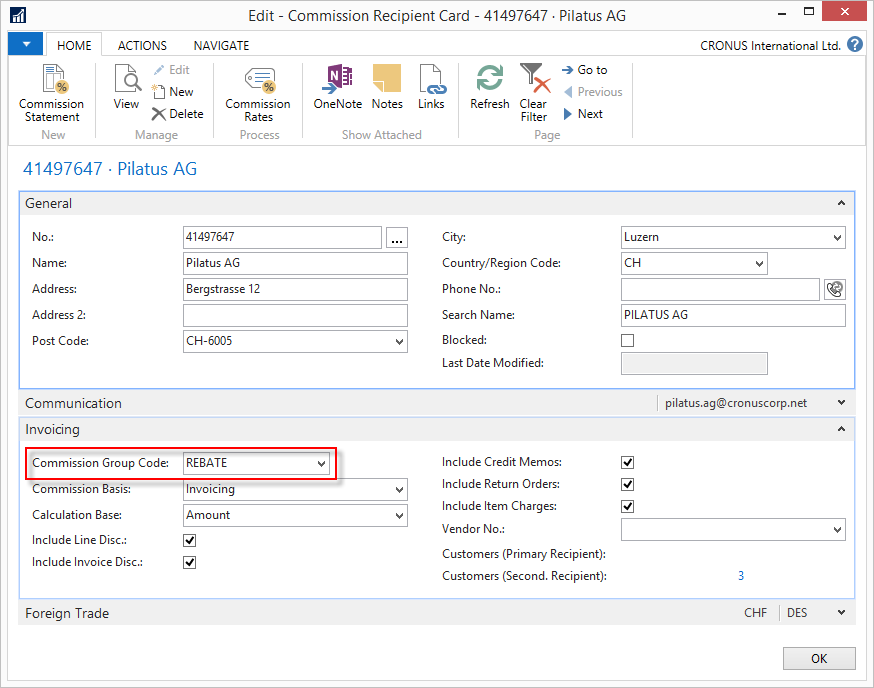 Edit - Commission Recipient Card - 41497647 · Pilatus AG
HOME ACTIONS NAVIGATE CRONUS International Ltd. ?
Commission Statement
New
View
Edit
New
Delete
Manage
Commission Rates
Process
OneNote
Notes
Links
Show Attached
Refresh
Clear Filter
Go to
Previous
Next
Page
41497647 · Pilatus AG
General
No.: 41497647 ...
Name: Pilatus AG
Address: Bergstrasse 12
Address 2:
Post Code: CH-6005
City: Luzern
Country/Region Code: CH
Phone No.:
Search Name: PILATUS AG
Blocked:
Last Date Modified:
Communication pilatus.ag@cronuscorp.net
Invoicing
Commission Group Code: REBATE
Commission Basis: Invoicing
Calculation Base: Amount
Include Line Disc.:
Include Invoice Disc.:
Include Credit Memos:
Include Return Orders:
Include Item Charges:
Vendor No.:
Customers (Primary Recipient):
Customers (Second. Recipient): 3
Foreign Trade CHF DES
OK